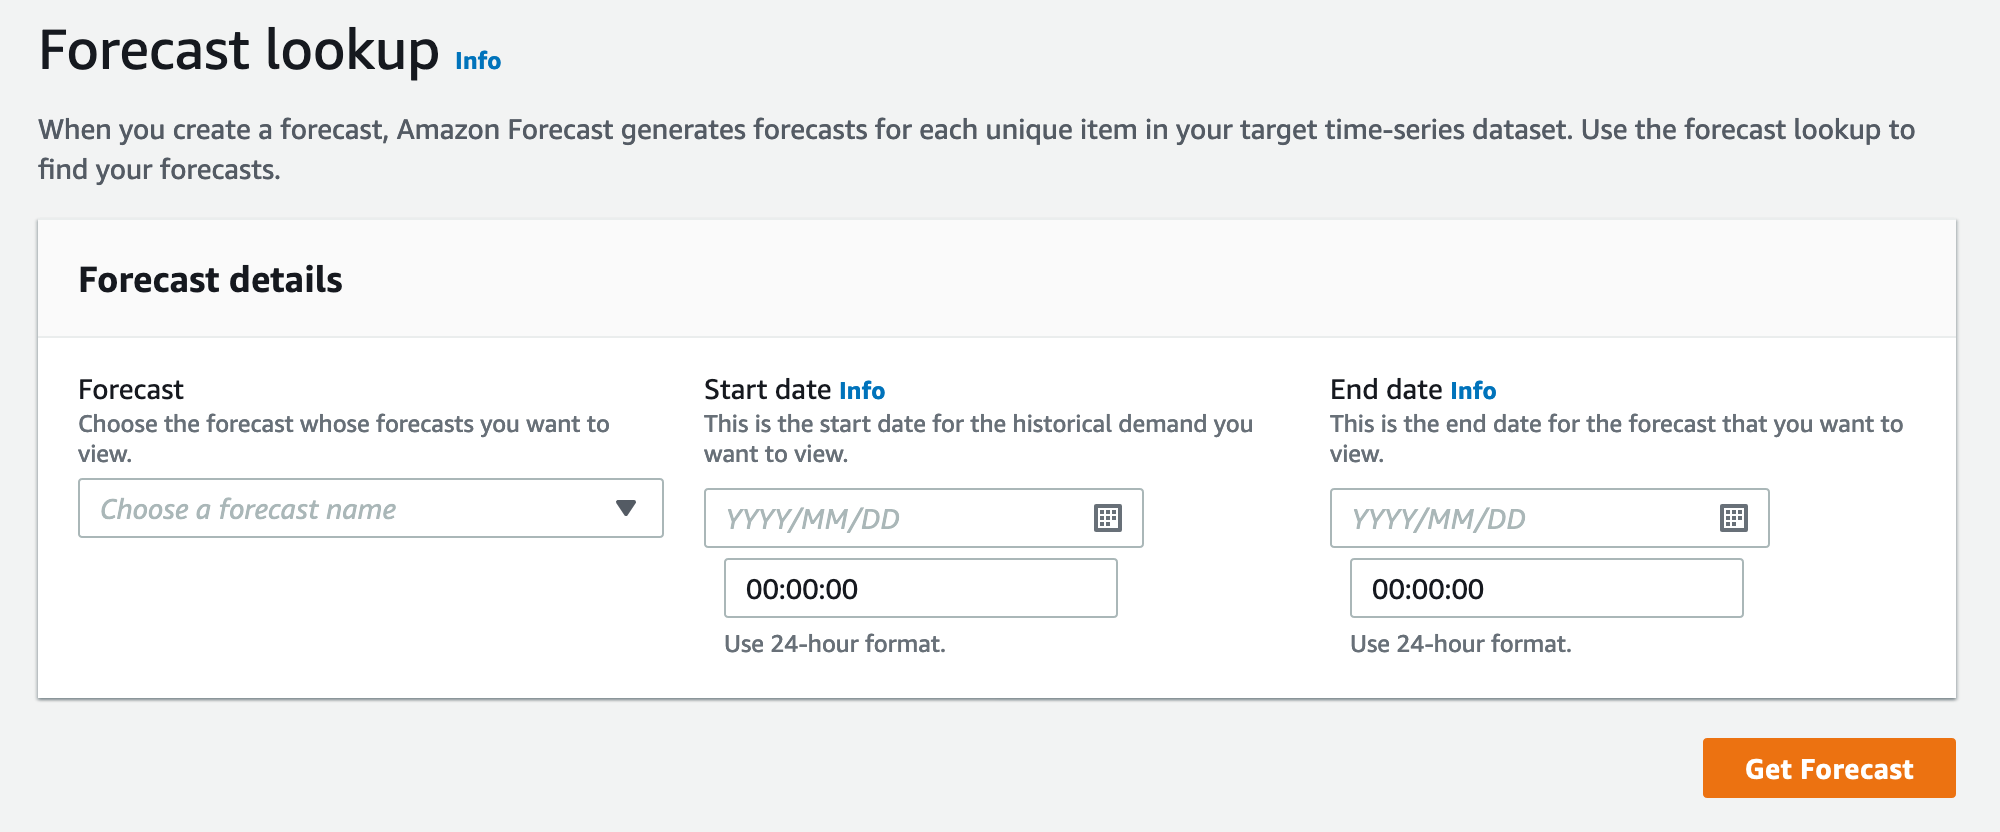 Forecast lookup Info
When you create a forecast, Amazon Forecast generates forecasts for each unique item in your target time-series dataset. Use the forecast lookup to
find your forecasts.
Forecast details
Forecast
Choose the forecast whose forecasts you want to
view.
Choose a forecast name
Start date Info
This is the start date for the historical demand you
want to view.
YYYY/MM/DD
00:00:00
Use 24-hour format.
End date Info
This is the end date for the forecast that you want to
view.
YYYY/MM/DD
00:00:00
Use 24-hour format.
Get Forecast